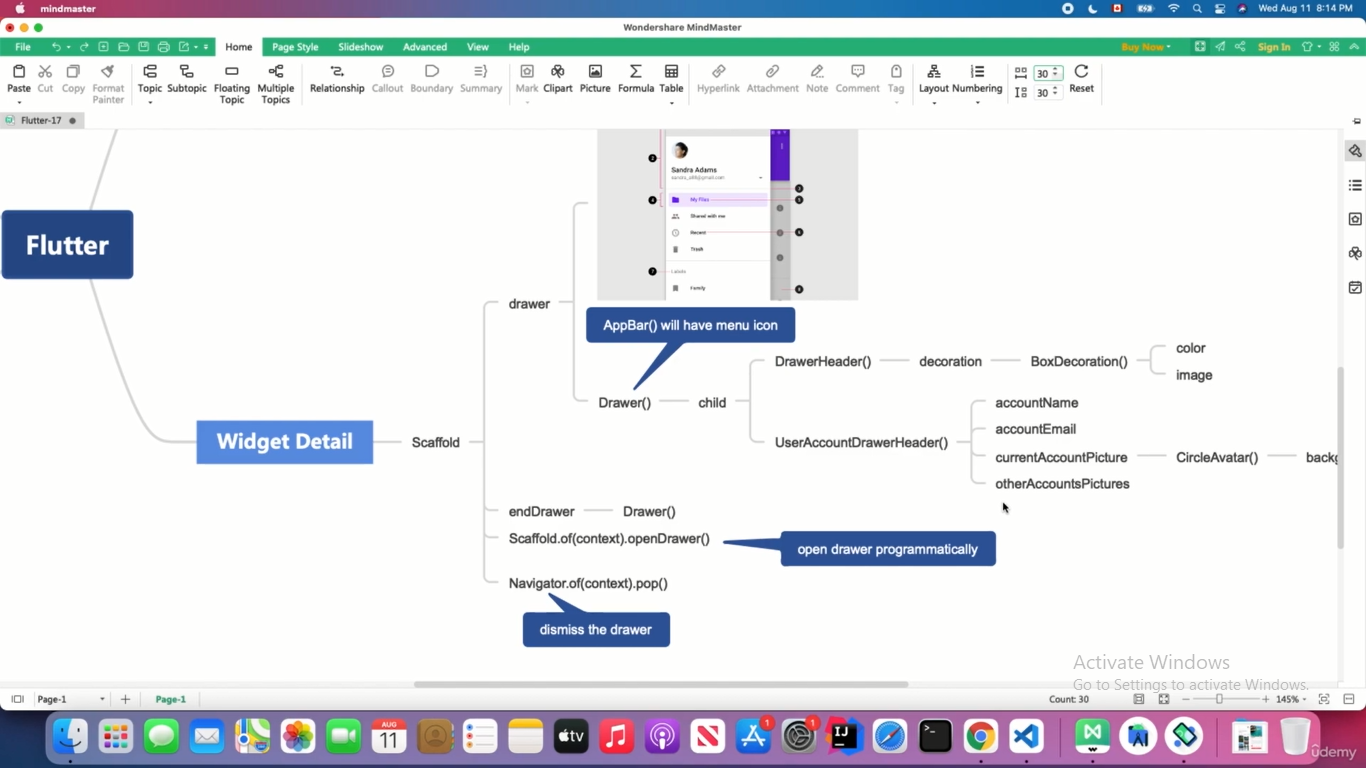 mindmaster
Wed Aug 11 8:14 PM
Wondershare MindMaster
File
Home
Page Style
Slideshow
Advanced
View
Help
Buy Now
Sign In
Paste
Cut
Copy
Format Painter
Topic
Subtopic
Floating Topic
Multiple Topics
Relationship
Callout
Boundary
Summary
Mark
Clipart
Picture
Formula
Table
Hyperlink
Attachment
Note
Comment
Tag
Layout
Numbering
30
30
Reset
Flutter-17
Sandra Adams
My Files
Shared with me
Recent
Trash
Labels
Family
Flutter
drawer
AppBar() will have menu icon
DrawerHeader()
decoration
BoxDecoration()
color
image
Drawer()
child
accountName
accountEmail
Widget Detail
Scaffold
UserAccountDrawerHeader()
currentAccountPicture
CircleAvatar()
backg
otherAccountsPictures
endDrawer
Drawer()
Scaffold.of(context).openDrawer()
open drawer programmatically
Navigator.of(context).pop()
dismiss the drawer
Activate Windows
Go to Settings to activate Windows.
Page-1
Page-1
Count: 30
145%
AUG
11
tv
1
1
udemy